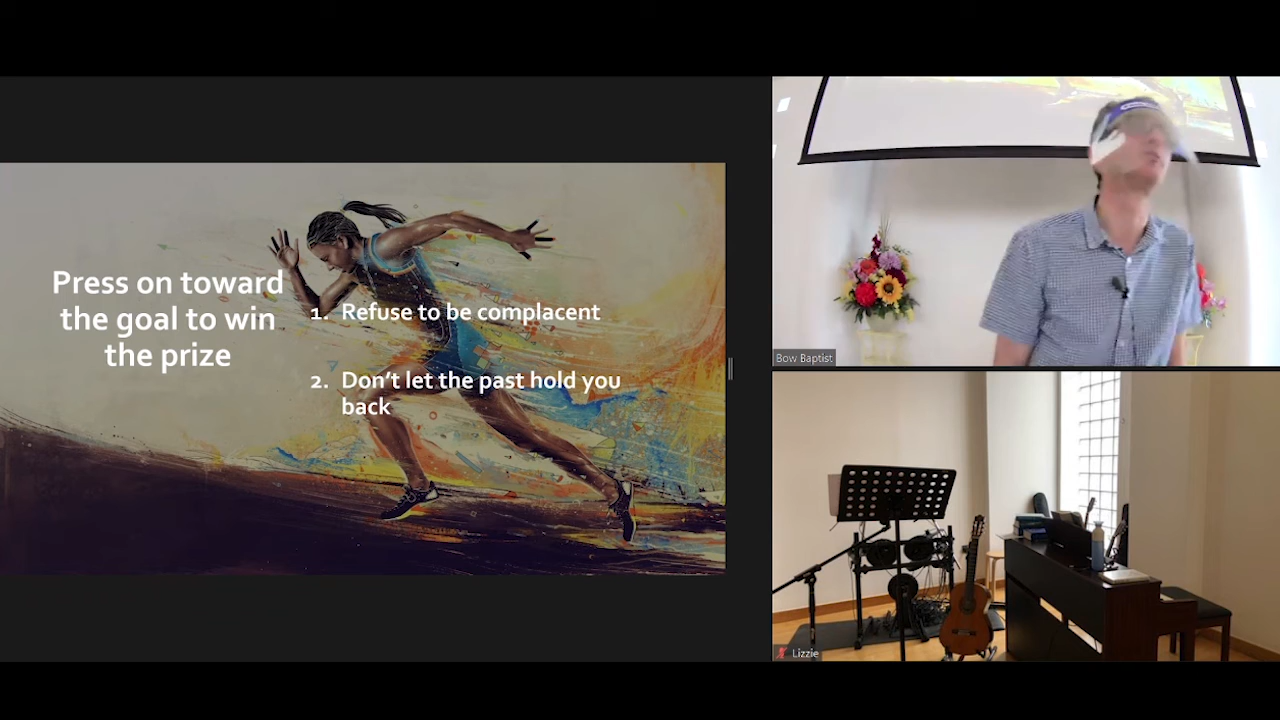 Press on toward
the goal to win
the prize
1. Refuse to be complacent
2. Don't let the past hold you
back
Bow Baptist
Lizzie